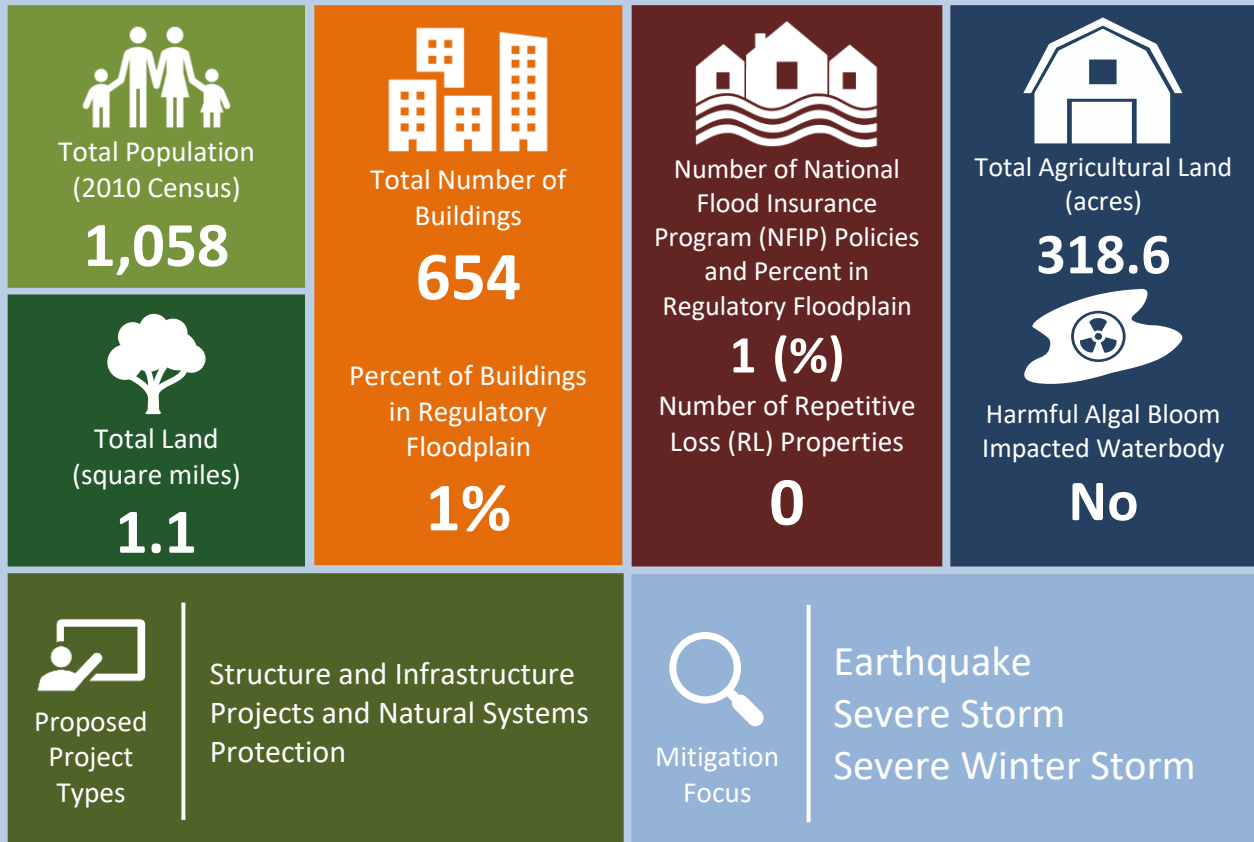 Total Population
(2010 Census)
1,058
Total Land
(square miles)
1.1
Total Number of
Buildings
654
Percent of Buildings
in Regulatory
Floodplain
1%
Number of National
Flood Insurance
Program (NFIP) Policies
and Percent in
Regulatory Floodplain
1 (%)
Number of Repetitive
Loss (RL) Properties
0
Total Agricultural Land
(acres)
318.6
Harmful Algal Bloom
Impacted Waterbody
No
Proposed
Project
Types
Structure and Infrastructure
Projects and Natural Systems
Protection
Mitigation
Focus
Earthquake
Severe Storm
Severe Winter Storm